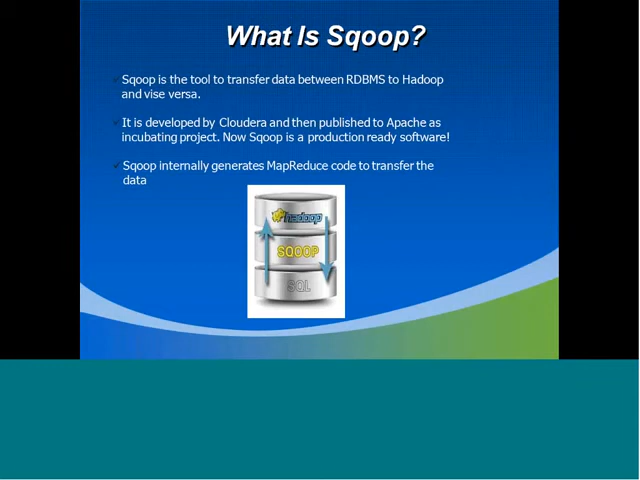 What Is Sqoop?
Sqoop is the tool to transfer data between RDBMS to Hadoop
and vise versa.
It is developed by Cloudera and then published to Apache as
incubating project. Now Sqoop is a production ready software!
Sqoop internally generates MapReduce code to transfer the
data
hadoop
SQOOP
SQL